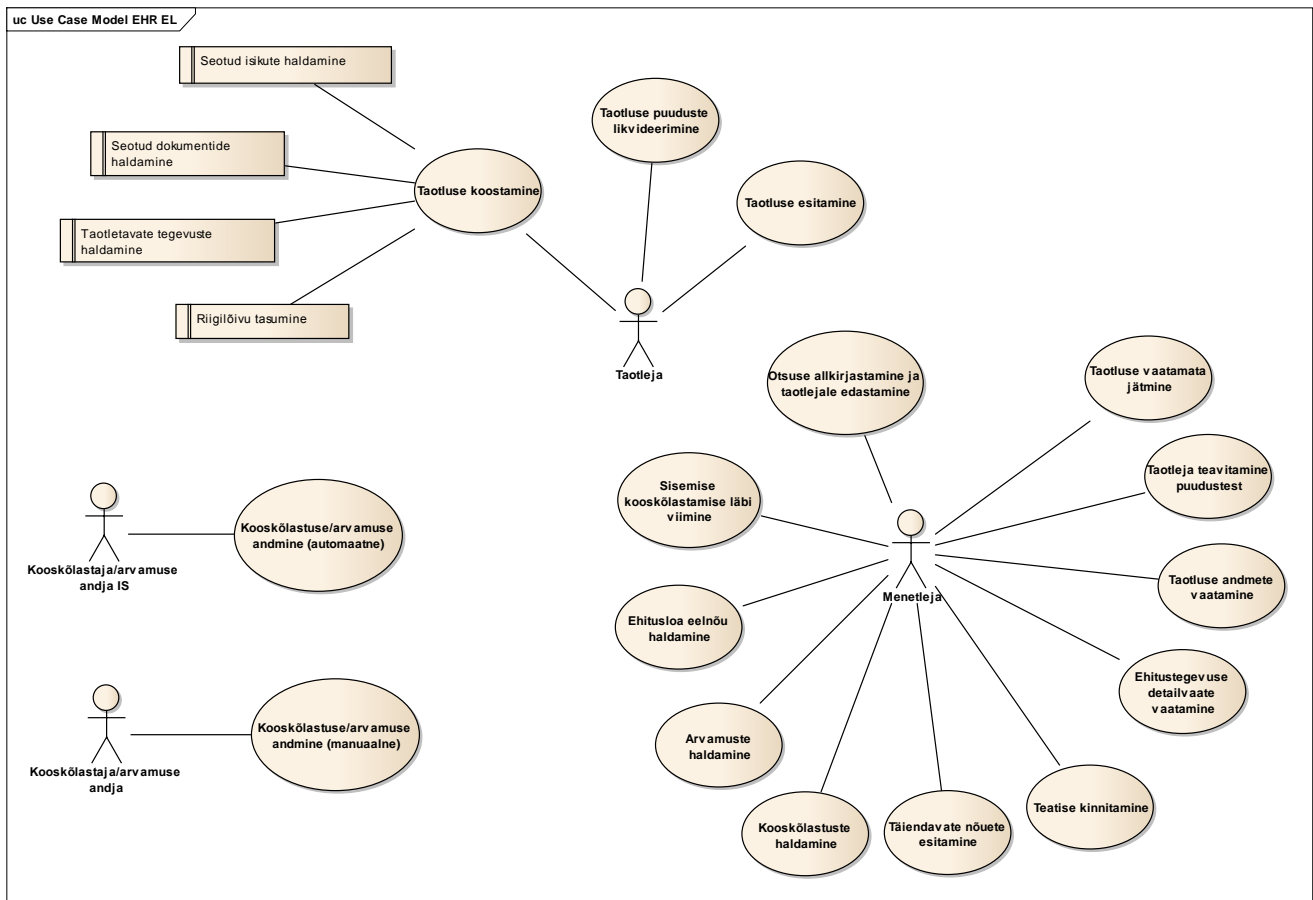 uc Use Case Model EHR EL
Seotud isikute haldamine
Seotud dokumentide
haldamine
Taotletavate tegevuste
haldamine
Riigilõivu tasumine
Taotluse koostamine
Taotluse puuduste
likvideerimine
Taotluse esitamine
Taotleja
Otsuse allkirjastamine ja
taotlejale edastamine
Taotluse vaatamata
jätmine
Sisemise
kooskõlastamise läbi
viimine
Taotleja teavitamine
puudustest
Kooskõlastaja/arvamuse
andja IS
Kooskõlastuse/arvamuse
andmine (automaatne)
Menetleja
Taotluse andmete
vaatamine
Ehitusloa eelnõu
haldamine
Ehitustegevuse
detailvaate
vaatamine
Kooskõlastaja/arvamuse
andja
Kooskõlastuse/arvamuse
andmine (manuaalne)
Arvamuste
haldamine
Kooskõlastuste
haldamine
Täiendavate nõuete
esitamine
Teatise kinnitamine